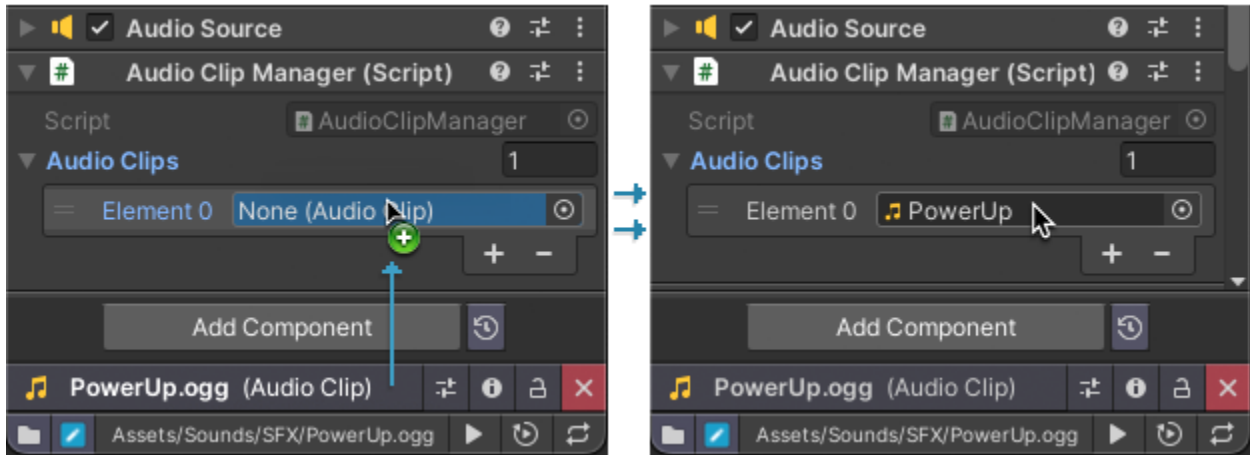 Audio Source
Audio Clip Manager (Script)
Script AudioClipManager
Audio Clips 1
Element 0 None (Audio Clip)
Add Component
PowerUp.ogg (Audio Clip)
Assets/Sounds/SFX/PowerUp.ogg
Audio Source
Audio Clip Manager (Script)
Script AudioClipManager
Audio Clips 1
Element 0 PowerUp
Add Component
PowerUp.ogg (Audio Clip)
Assets/Sounds/SFX/PowerUp.ogg